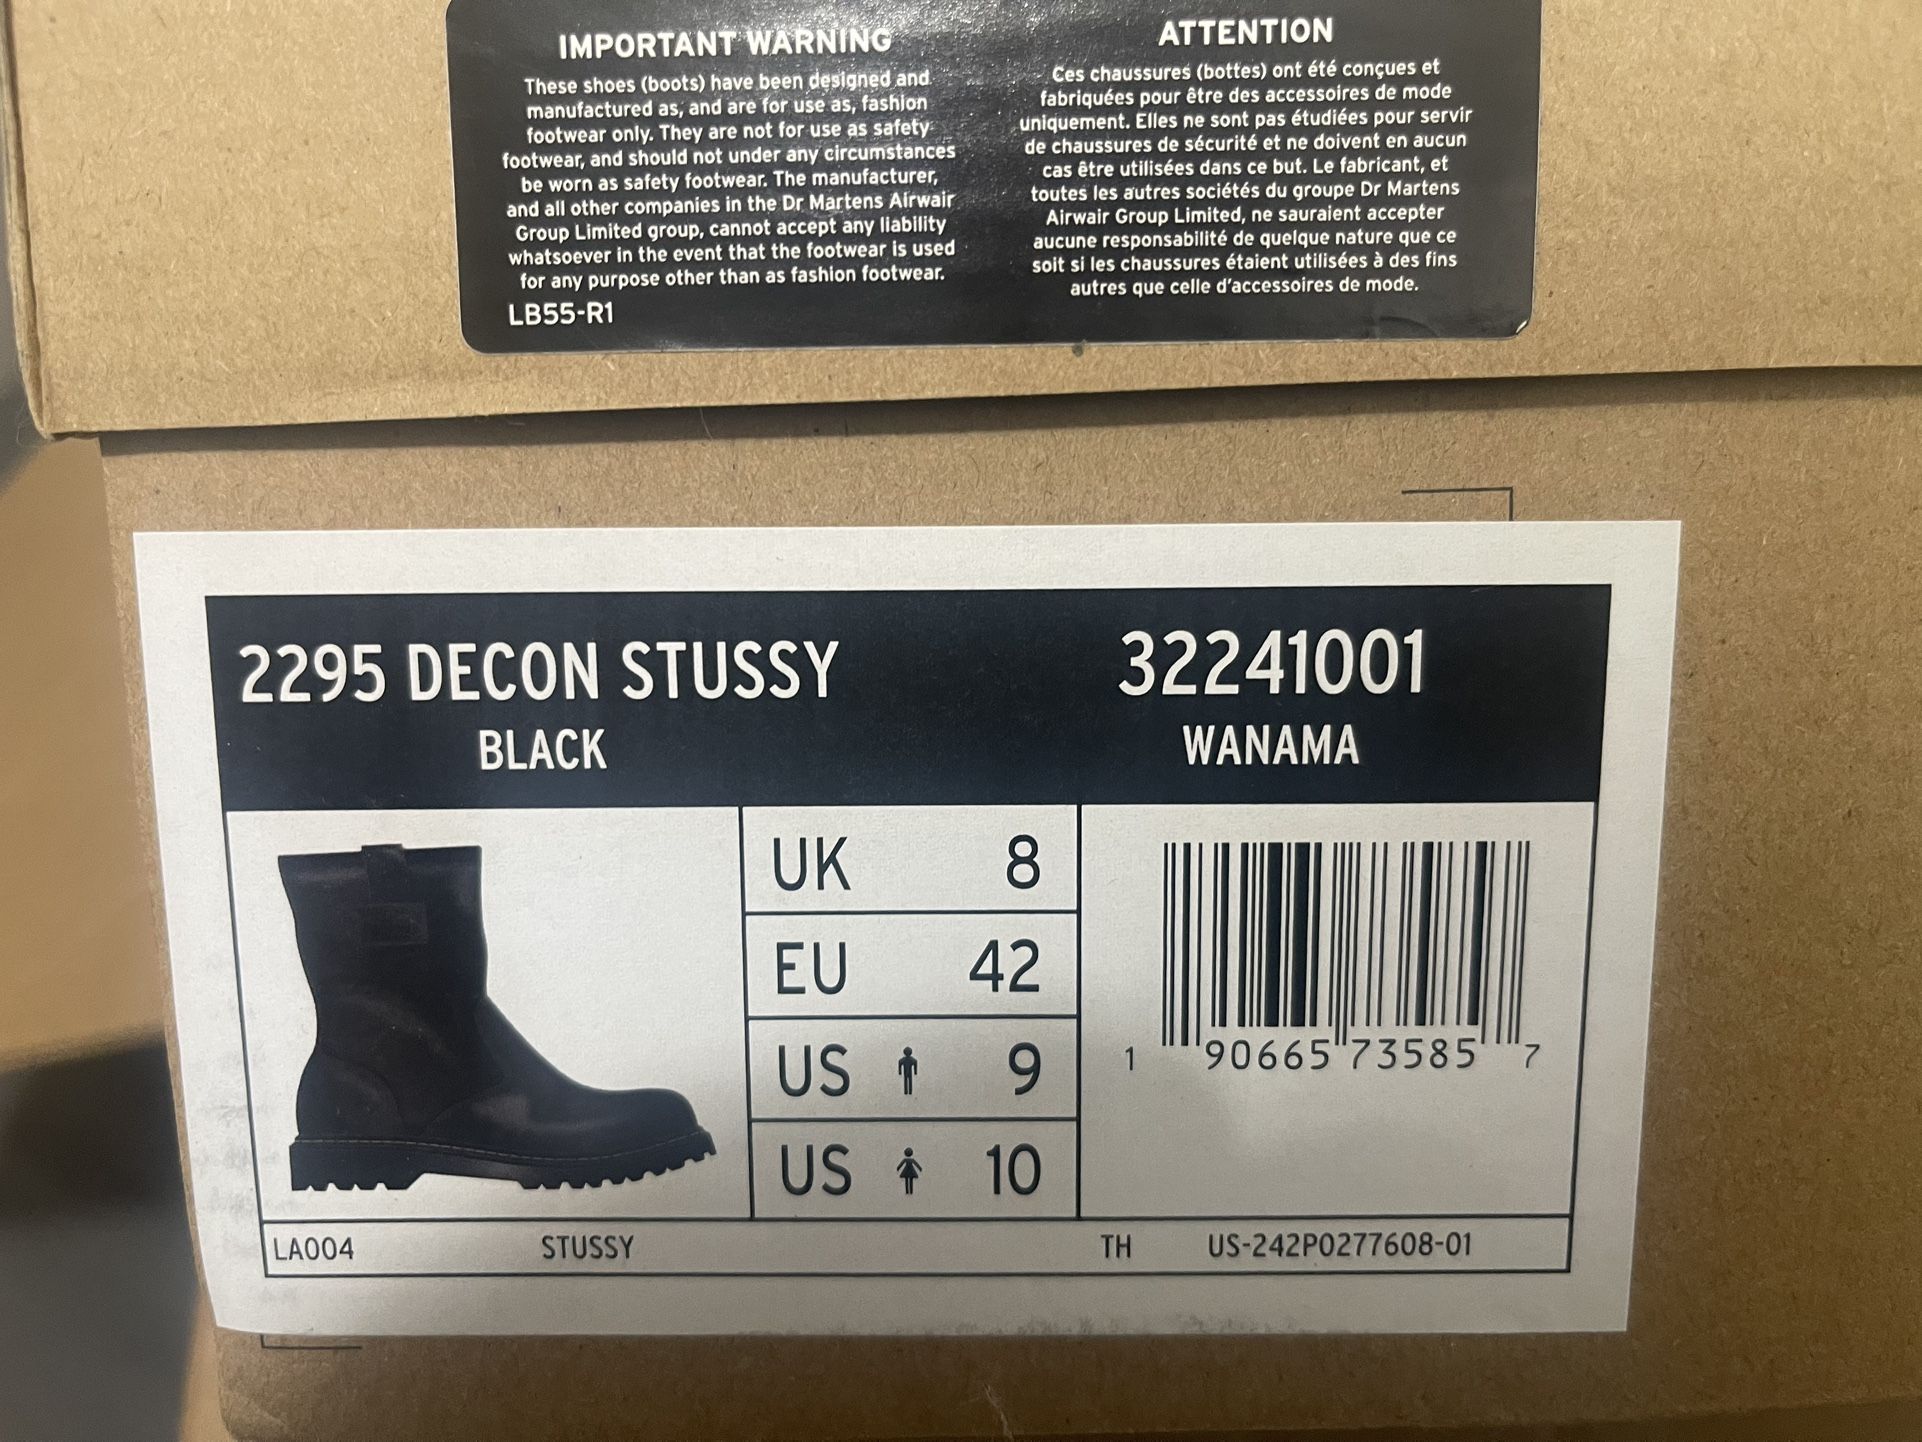 IMPORTANT WARNING
These shoes (boots) have been designed and
manufactured as, and are for use as, fashion
footwear only. They are not for use as safety
footwear, and should not under any circumstances
be worn as safety footwear. The manufacturer,
and all other companies in the Dr Martens Airwair
Group Limited group, cannot accept any liability
whatsoever in the event that the footwear is used
for any purpose other than as fashion footwear.
LB55-R1
ATTENTION
Ces chaussures (bottes) ont été conçues et
fabriquées pour être des accessoires de mode
uniquement. Elles ne sont pas étudiées pour servir
de chaussures de sécurité et ne doivent en aucun
cas être utilisées dans ce but. Le fabricant, et
toutes les autres sociétés du groupe Dr Martens
Airwair Group Limited, ne sauraient accepter
aucune responsabilité de quelque nature que ce
soit si les chaussures étaient utilisées à des fins
autres que celle d'accessoires de mode.
2295 DECON STUSSY 32241001
BLACK WANAMA
UK 8
EU 42
US 9
US 10
1 90665 73585 7
LA004 STUSSY TH US-242P0277608-01